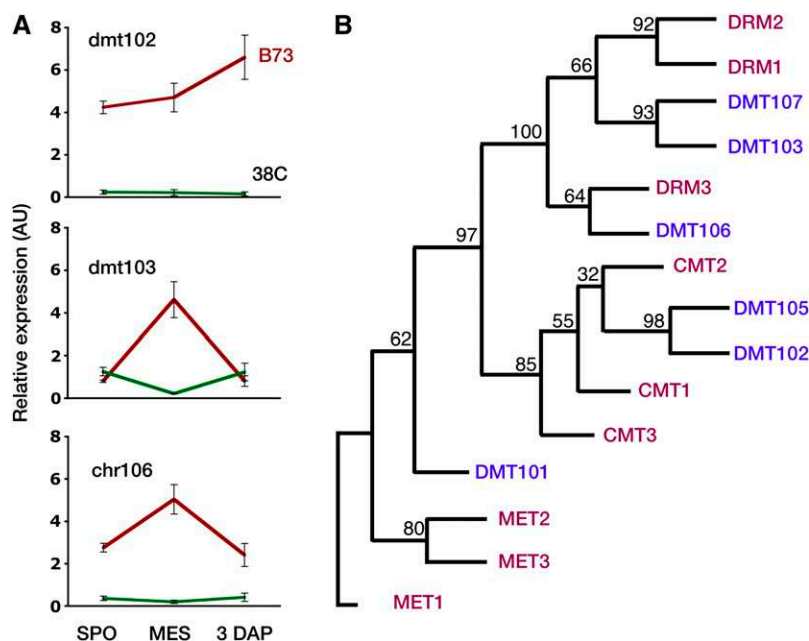 A
Relative expression (AU)
8
6
4
2
0
dmt102
B73
38C
8
6
4
2
0
dmt103
8
6
4
2
0
chr106
SPO MES 3 DAP
B
92
DRM2
DRM1
66
93
DMT107
DMT103
100
64
DRM3
DMT106
97
CMT2
32
98
DMT105
DMT102
55
CMT1
85
CMT3
62
DMT101
80
MET2
MET3
MET1